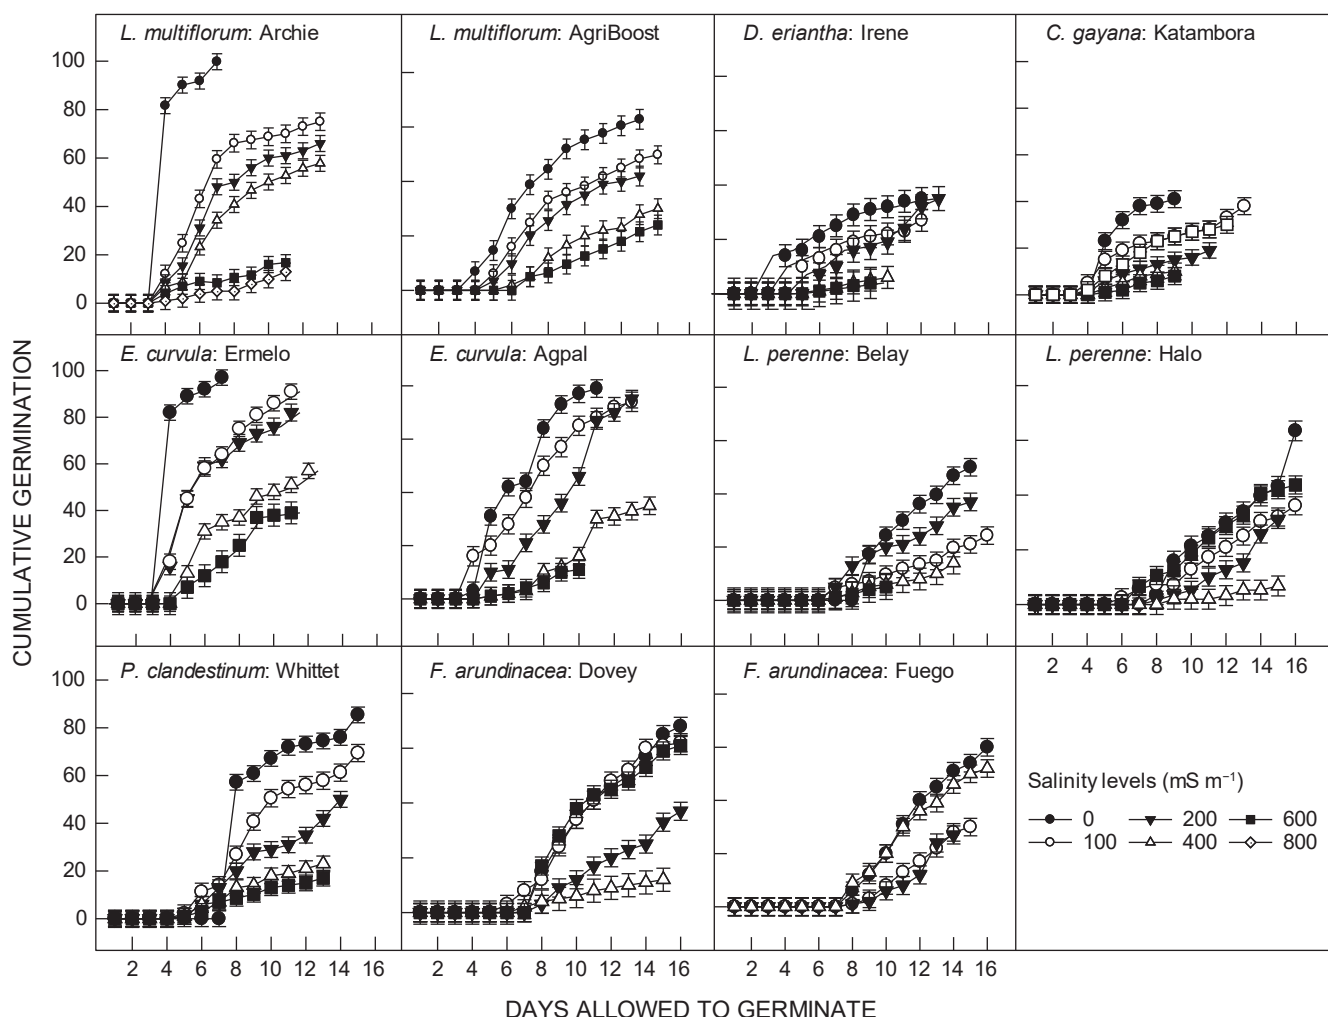 L. multiflorum: Archie
L. multiflorum: AgriBoost
D. eriantha: Irene
C. gayana: Katambora
100
80
60
40
20
0
E. curvula: Ermelo
E. curvula: Agpal
L. perenne: Belay
L. perenne: Halo
100
80
60
40
20
0
2 4 6 8 10 12 14 16
P. clandestinum: Whittet
F. arundinacea: Dovey
F. arundinacea: Fuego
100
80
60
40
20
0
2 4 6 8 10 12 14 16
2 4 6 8 10 12 14 16
2 4 6 8 10 12 14 16
Salinity levels (mS m⁻¹)
0 200 600
100 400 800
CUMULATIVE GERMINATION
DAYS ALLOWED TO GERMINATE